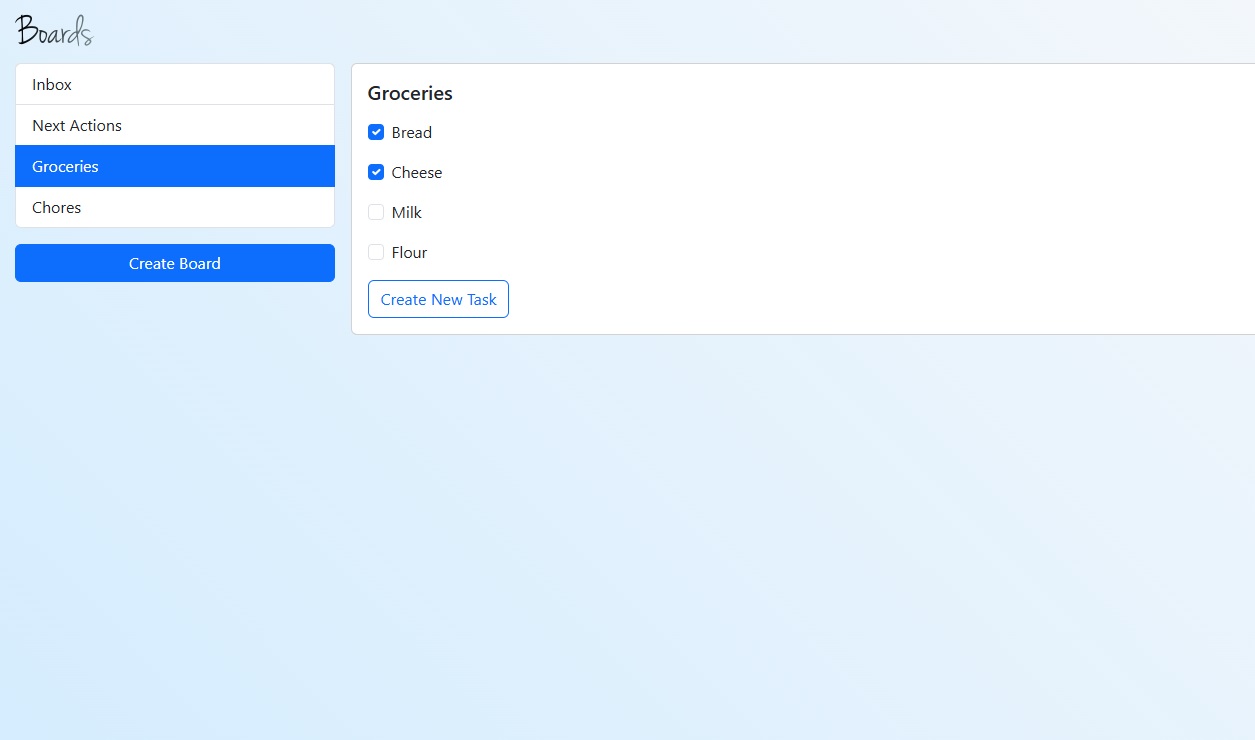 Boards
Inbox
Next Actions
Groceries
Chores
Create Board
Groceries
Bread
Cheese
Milk
Flour
Create New Task